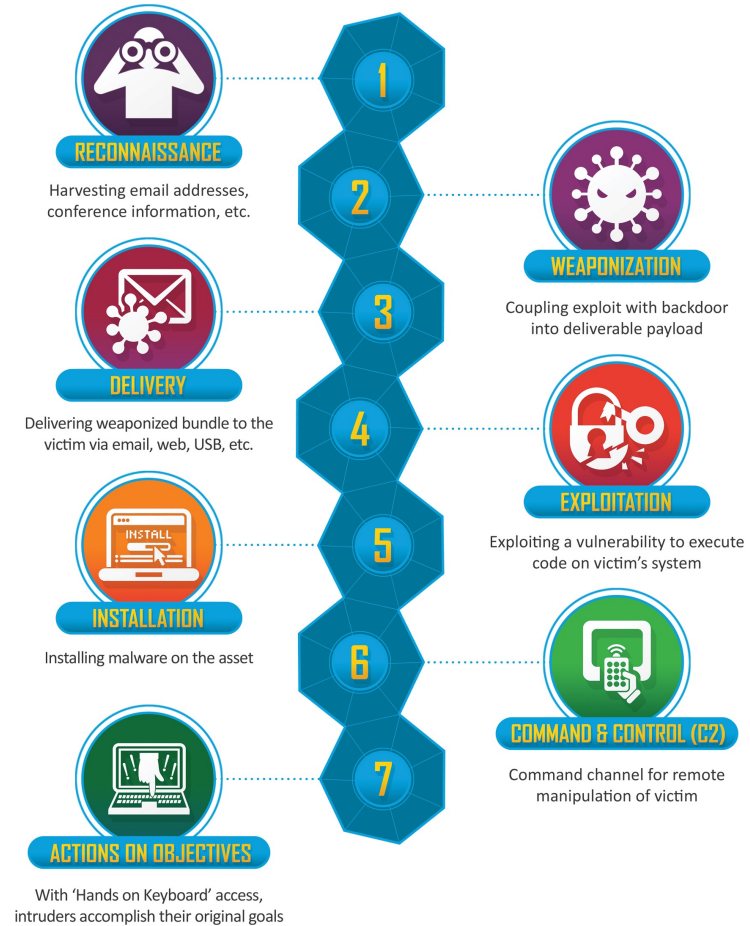 1
RECONNAISSANCE
Harvesting email addresses,
conference information, etc.
2
WEAPONIZATION
Coupling exploit with backdoor
into deliverable payload
3
DELIVERY
Delivering weaponized bundle to the
victim via email, web, USB, etc.
4
EXPLOITATION
Exploiting a vulnerability to execute
code on victim’s system
5
INSTALL
INSTALLATION
Installing malware on the asset
6
COMMAND & CONTROL (C2)
Command channel for remote
manipulation of victim
7
ACTIONS ON OBJECTIVES
With ‘Hands on Keyboard’ access,
intruders accomplish their original goals